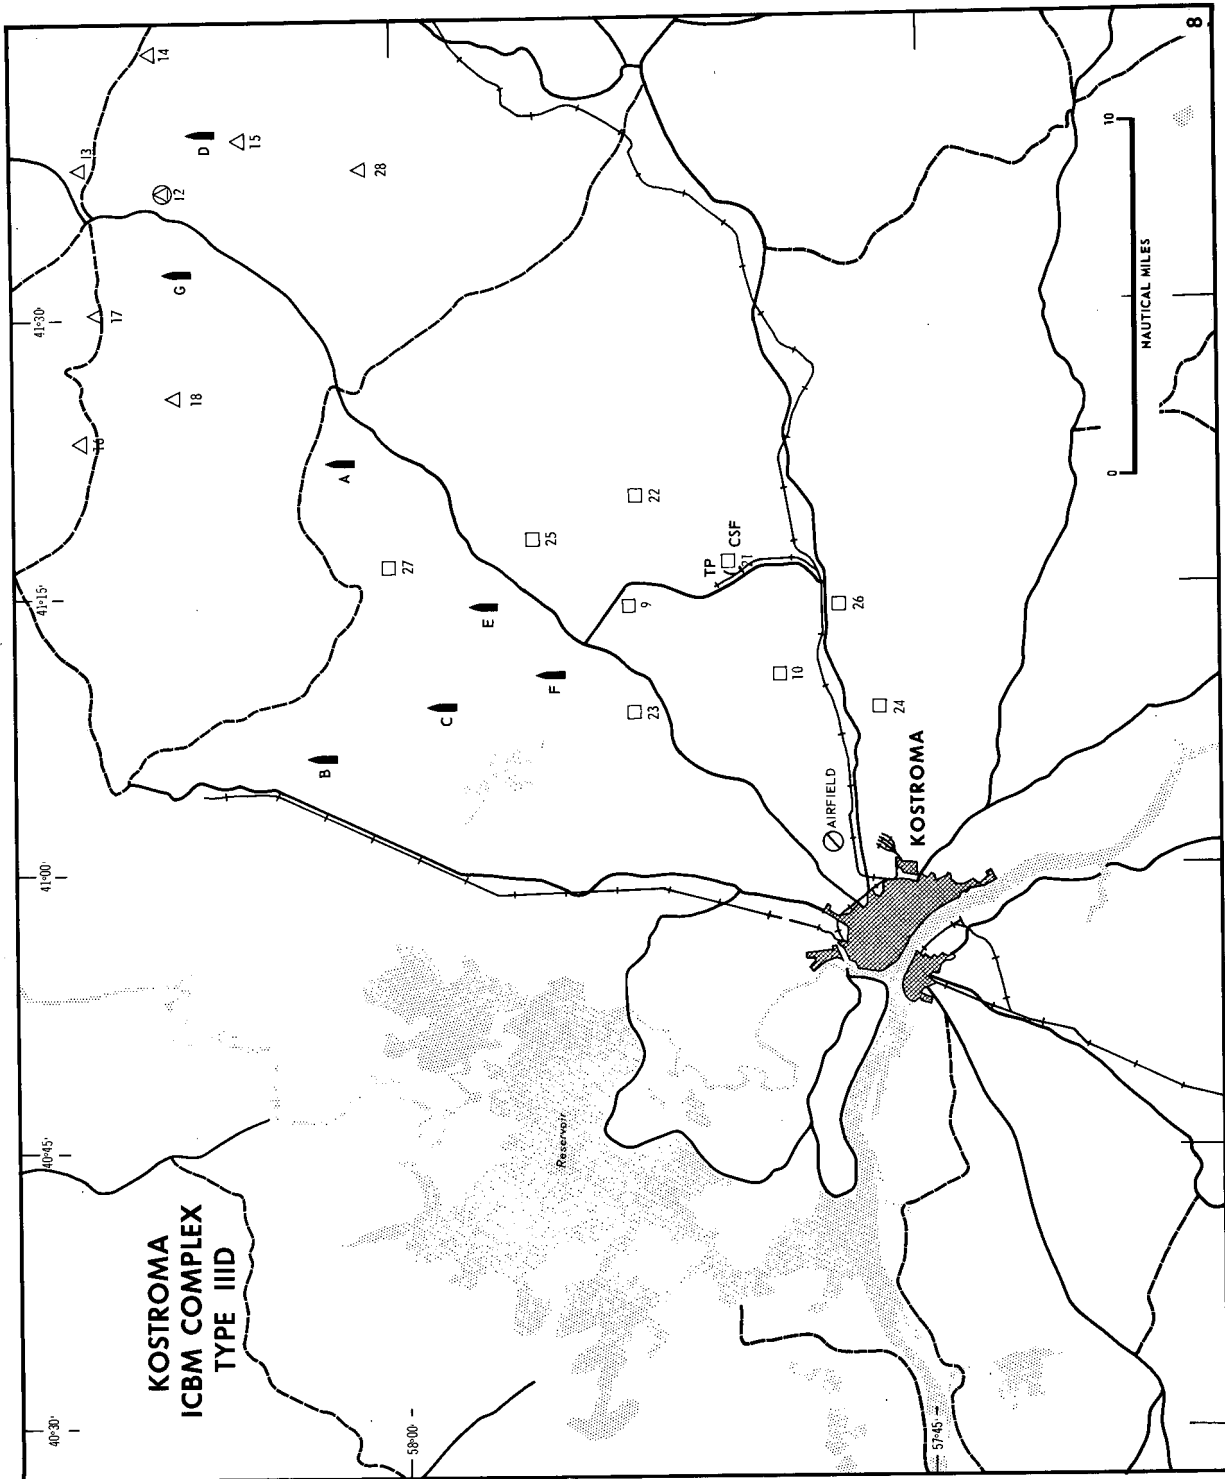 KOSTROMA
ICBM COMPLEX
TYPE IIID
40°30'
40°45'
41°00'
41°15'
41°30'
58°00'
57°45'
Reservoir
14
13
D
15
12
28
G
17
18
16
A
27
25
22
TP
CSF
21
E
9
26
F
10
C
23
24
B
AIRFIELD
KOSTROMA
0
10
NAUTICAL MILES
8